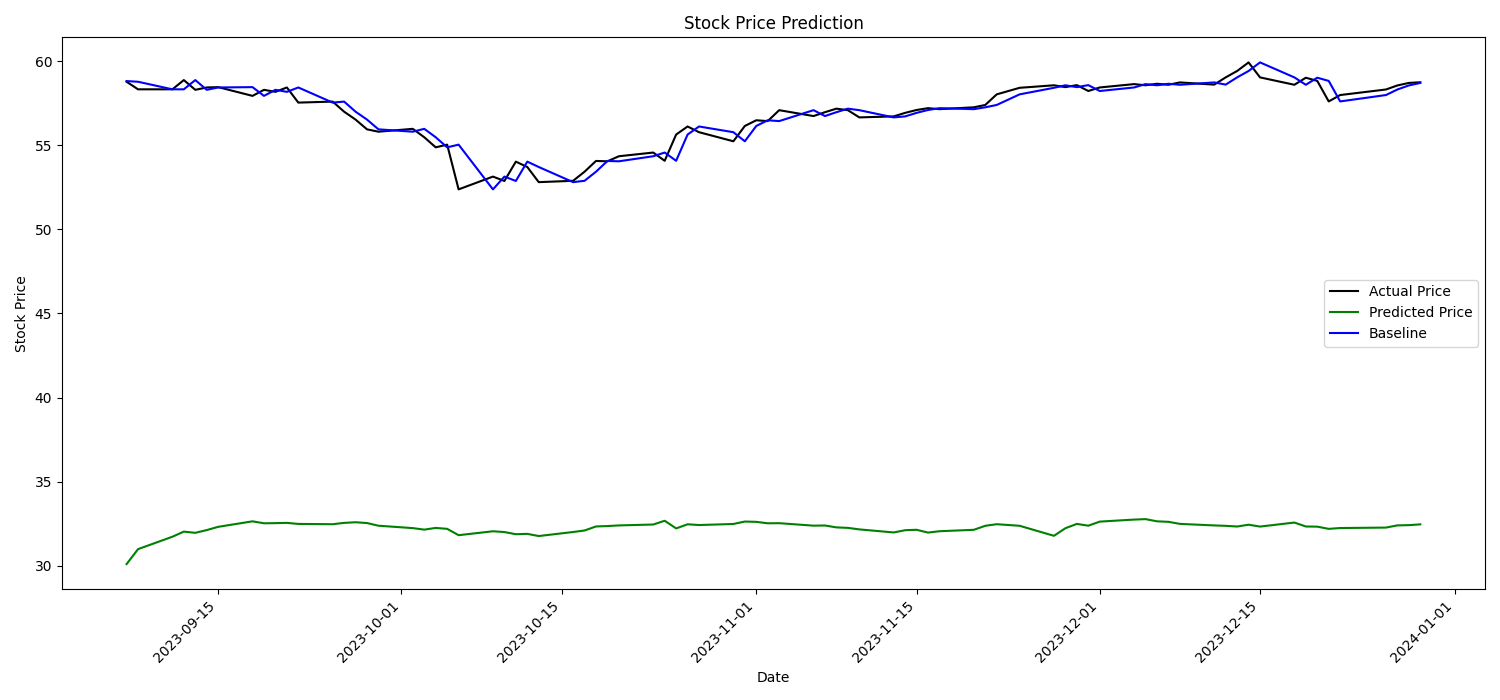 Stock Price Prediction
60
55
50
45
40
35
30
Stock Price
Actual Price
Predicted Price
Baseline
2023-09-15
2023-10-01
2023-10-15
2023-11-01
2023-11-15
2023-12-01
2023-12-15
2024-01-01
Date